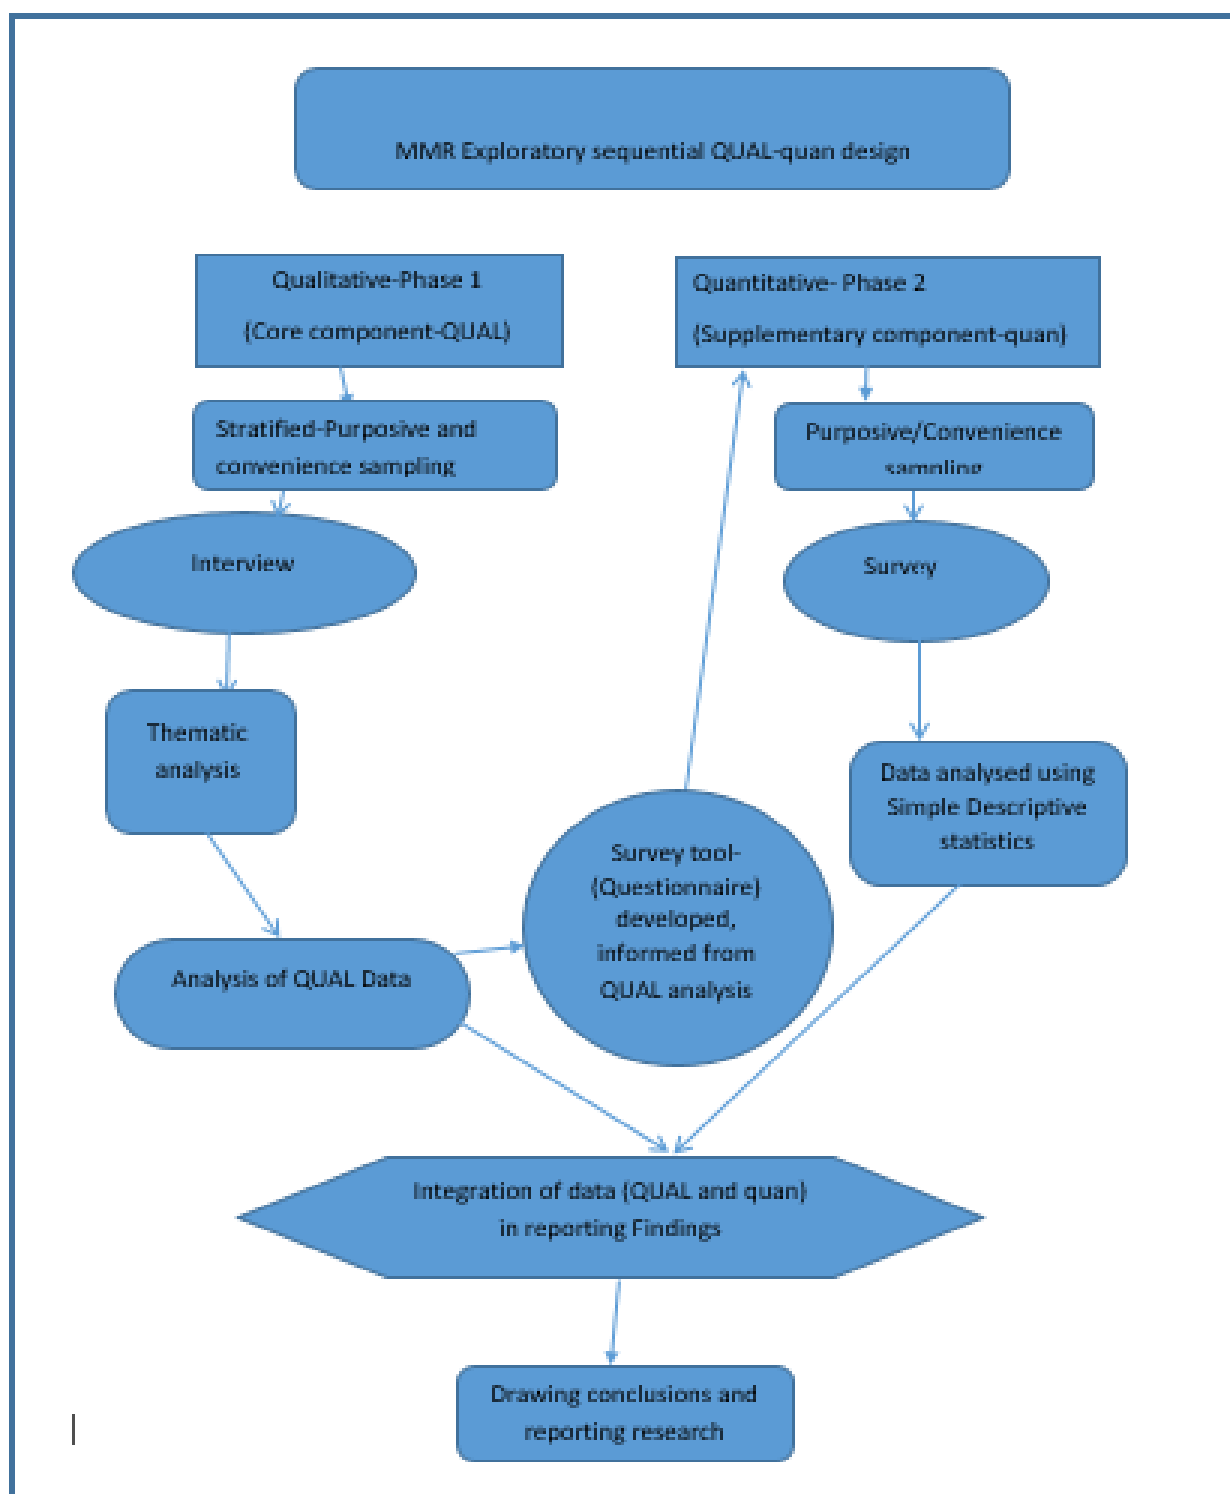 MMR Exploratory sequential QUAL-quan design
Qualitative-Phase 1
(Core component-QUAL)
Stratified-Purposive and
convenience sampling
Interview
Thematic
analysis
Analysis of QUAL Data
Survey tool-
(Questionnaire)
developed,
informed from
QUAL analysis
Quantitative- Phase 2
(Supplementary component-quan)
Purposive/Convenience
sampling
Survey
Data analysed using
Simple Descriptive
statistics
Integration of data (QUAL and quan)
in reporting Findings
Drawing conclusions and
reporting research